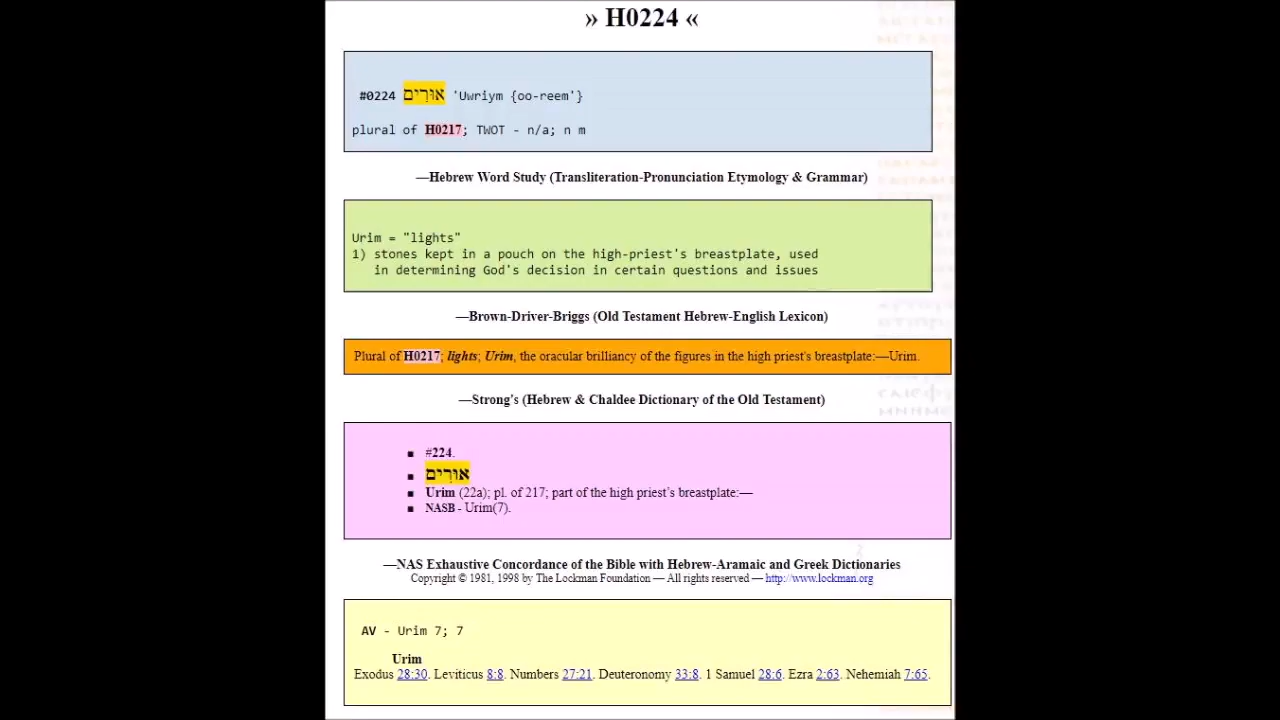 » H0224 «
#0224 אוּרִים 'Uwriym {oo-reem'}
plural of H0217; TWOT - n/a; n m
—Hebrew Word Study (Transliteration-Pronunciation Etymology & Grammar)
Urim = "lights"
1) stones kept in a pouch on the high-priest's breastplate, used
in determining God's decision in certain questions and issues
—Brown-Driver-Briggs (Old Testament Hebrew-English Lexicon)
Plural of H0217; lights; Urim, the oracular brilliancy of the figures in the high priest's breastplate:—Urim.
—Strong's (Hebrew & Chaldee Dictionary of the Old Testament)
▪ #224.
▪ אוּרִים
▪ Urim (22a); pl. of 217; part of the high priest's breastplate:—
▪ NASB - Urim(7).
—NAS Exhaustive Concordance of the Bible with Hebrew-Aramaic and Greek Dictionaries
Copyright © 1981, 1998 by The Lockman Foundation — All rights reserved — http://www.lockman.org
AV - Urim 7; 7
Urim
Exodus 28:30. Leviticus 8:8. Numbers 27:21. Deuteronomy 33:8. 1 Samuel 28:6. Ezra 2:63. Nehemiah 7:65.